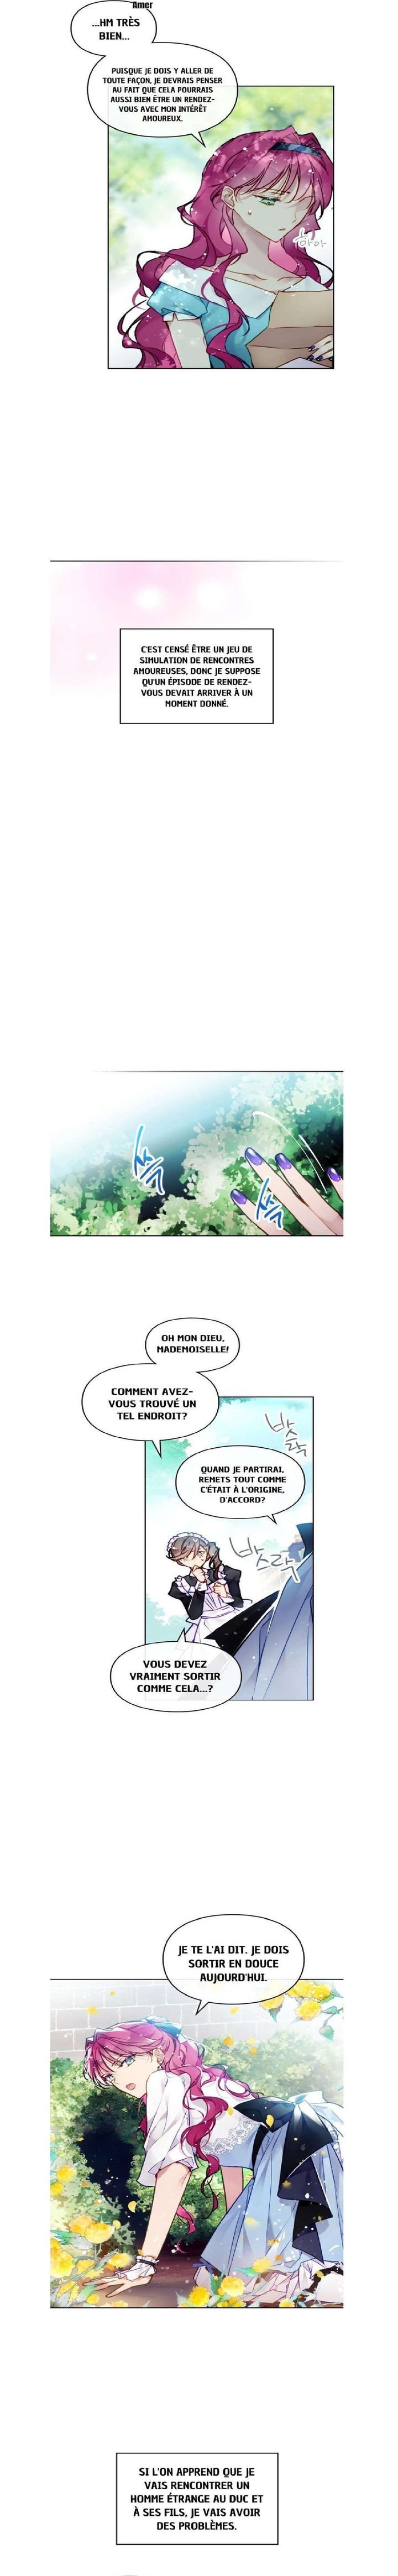 Amer
...HM TRÈS
BIEN...
PUISQUE JE DOIS Y ALLER DE
TOUTE FAÇON, JE DEVRAIS PENSER
AU FAIT QUE CELA POURRAIS
AUSSI BIEN ÊTRE UN RENDEZ-
VOUS AVEC MON INTÉRÊT
AMOUREUX.
하아
C'EST CENSÉ ÊTRE UN JEU DE
SIMULATION DE RENCONTRES
AMOUREUSES, DONC JE SUPPOSE
QU'UN ÉPISODE DE RENDEZ-
VOUS DEVAIT ARRIVER À UN
MOMENT DONNÉ.
OH MON DIEU,
MADEMOISELLE!
COMMENT AVEZ-
VOUS TROUVÉ UN
TEL ENDROIT?
QUAND JE PARTIRAI,
REMETS TOUT COMME
C'ÉTAIT À L'ORIGINE,
D'ACCORD?
바스락
VOUS DEVEZ
VRAIMENT SORTIR
COMME CELA...?
JE TE L'AI DIT. JE DOIS
SORTIR EN DOUCE
AUJOURD'HUI.
SI L'ON APPREND QUE JE
VAIS RENCONTRER UN
HOMME ÉTRANGE AU DUC ET
À SES FILS, JE VAIS AVOIR
DES PROBLÈMES.